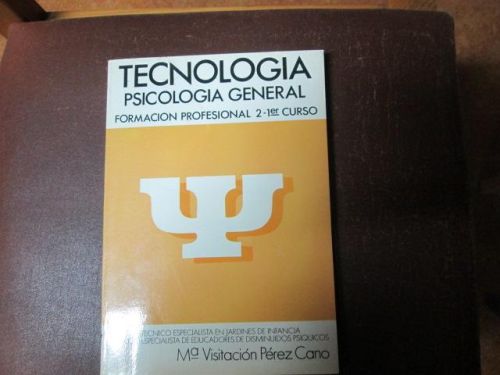 TECNOLOGIA
PSICOLOGIA GENERAL
FORMACION PROFESIONAL 2-1er CURSO
Ψ
TECNICO ESPECIALISTA EN JARDINES DE INFANCIA
ESPECIALISTA DE EDUCADORES DE DISMINUIDOS PSIQUICOS
Mª Visitación Pérez Cano